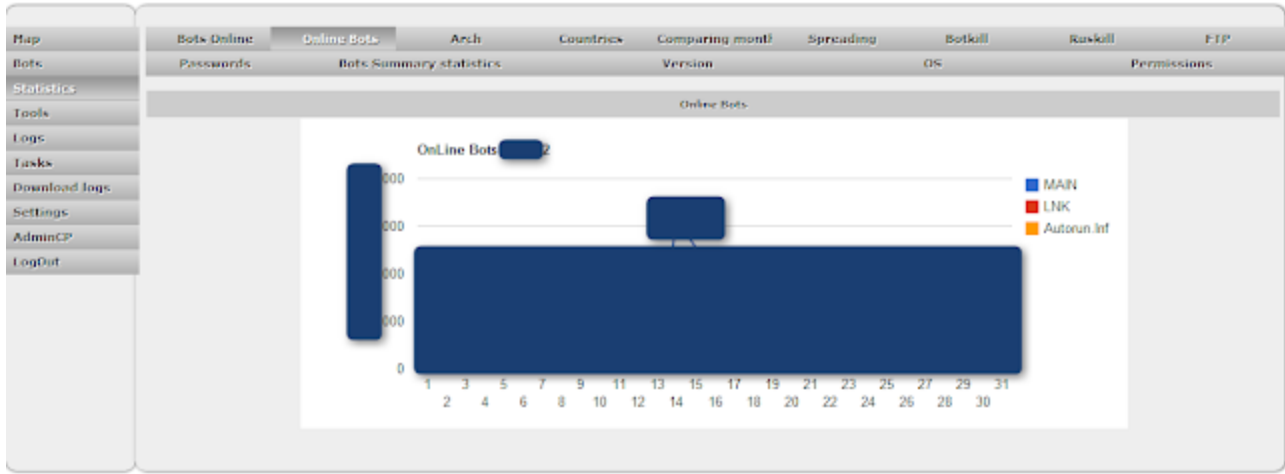 Map
Bots
Statistics
Tools
Logs
Tasks
Download logs
Settings
AdminCP
LogOut
Bots Online Online Bots Arch Countries Comparing month Spreading Botkill Ruskill FTP
Passwords Bots Summary statistics Version OS Permissions
Online Bots
OnLine Bots 2
000
000
000
000
0
MAIN
LNK
Autorun.Inf
1 3 5 7 9 11 13 15 17 19 21 23 25 27 29 31
2 4 6 8 10 12 14 16 18 20 22 24 26 28 30